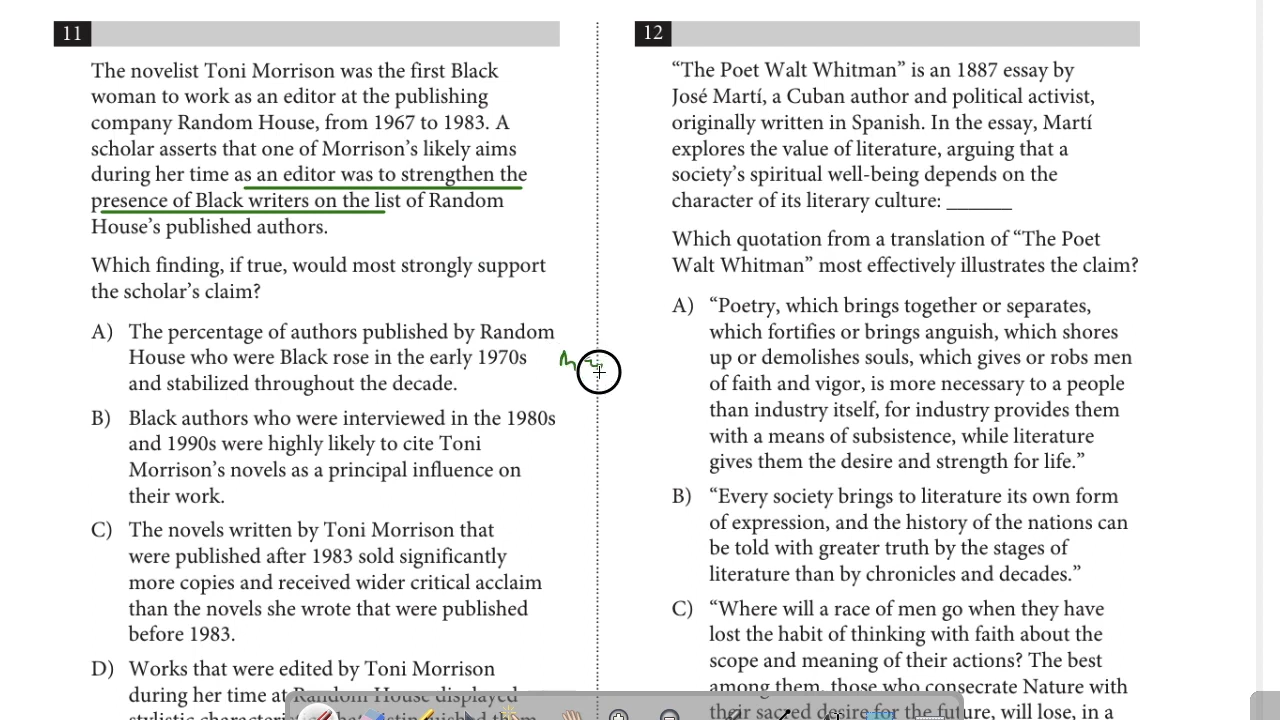 11
The novelist Toni Morrison was the first Black
woman to work as an editor at the publishing
company Random House, from 1967 to 1983. A
scholar asserts that one of Morrison's likely aims
during her time as an editor was to strengthen the
presence of Black writers on the list of Random
House's published authors.
Which finding, if true, would most strongly support
the scholar's claim?
A) The percentage of authors published by Random
House who were Black rose in the early 1970s
and stabilized throughout the decade.
B) Black authors who were interviewed in the 1980s
and 1990s were highly likely to cite Toni
Morrison's novels as a principal influence on
their work.
C) The novels written by Toni Morrison that
were published after 1983 sold significantly
more copies and received wider critical acclaim
than the novels she wrote that were published
before 1983.
D) Works that were edited by Toni Morrison
during her time at Random House displayed
12
“The Poet Walt Whitman” is an 1887 essay by
José Martí, a Cuban author and political activist,
originally written in Spanish. In the essay, Martí
explores the value of literature, arguing that a
society's spiritual well-being depends on the
character of its literary culture: ______
Which quotation from a translation of “The Poet
Walt Whitman” most effectively illustrates the claim?
A) “Poetry, which brings together or separates,
which fortifies or brings anguish, which shores
up or demolishes souls, which gives or robs men
of faith and vigor, is more necessary to a people
than industry itself, for industry provides them
with a means of subsistence, while literature
gives them the desire and strength for life.”
B) “Every society brings to literature its own form
of expression, and the history of the nations can
be told with greater truth by the stages of
literature than by chronicles and decades.”
C) “Where will a race of men go when they have
lost the habit of thinking with faith about the
scope and meaning of their actions? The best
among them, those who consecrate Nature with
their sacred desire for the future, will lose, in a